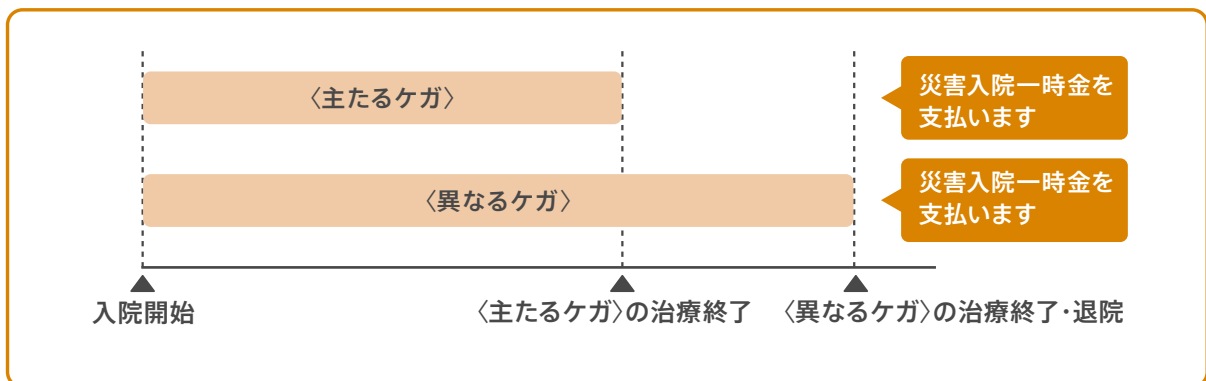 〈主たるケガ〉
災害入院一時金を
支払います
〈異なるケガ〉
災害入院一時金を
支払います
入院開始
〈主たるケガ〉の治療終了
〈異なるケガ〉の治療終了・退院